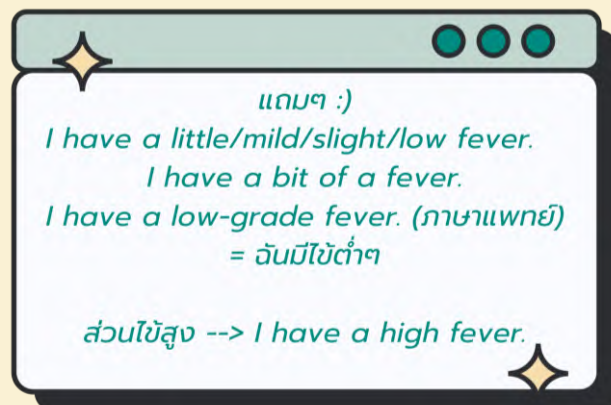 แถมๆ :)
I have a little/mild/slight/low fever.
I have a bit of a fever.
I have a low-grade fever. (ภาษาแพทย์)
= ฉันมีไข้ต่ำๆ
ส่วนไข้สูง --> I have a high fever.